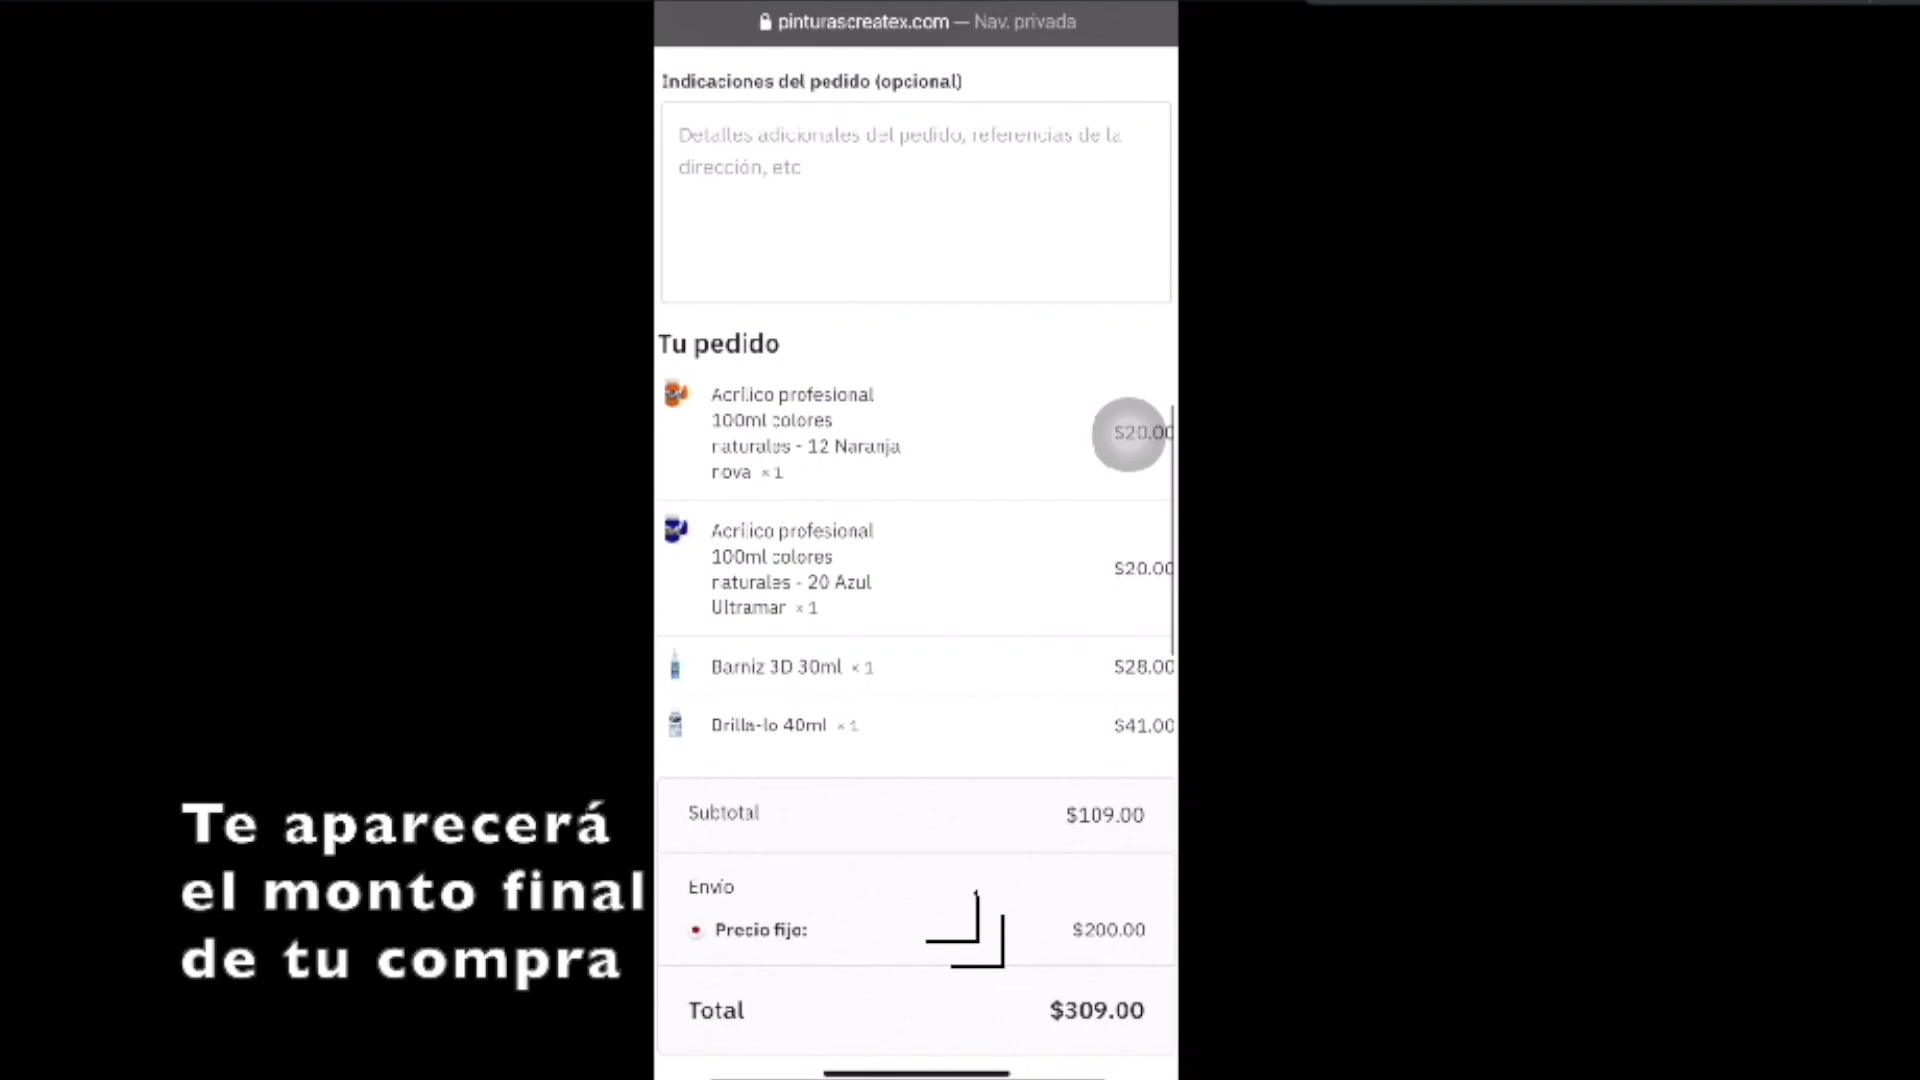 pinturascreatex.com — Nav. privada
Indicaciones del pedido (opcional)
Detalles adicionales del pedido, referencias de la
dirección, etc
Tu pedido
Acrílico profesional
100ml colores
naturales - 12 Naranja
nova × 1
$20.00
Acrílico profesional
100ml colores
naturales - 20 Azul
Ultramar × 1
$20.00
Barniz 3D 30ml × 1 $28.00
Brilla-lo 40ml × 1 $41.00
Subtotal $109.00
Envío
Precio fijo: $200.00
Total $309.00
Te aparecerá
el monto final
de tu compra